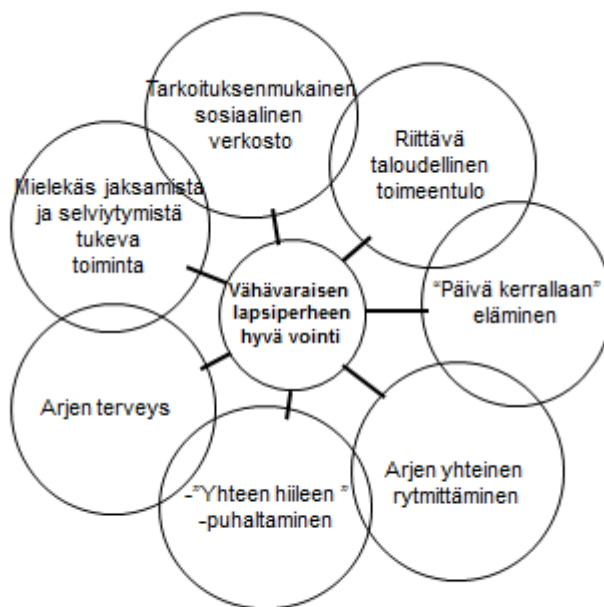 Tarkoituksenmukainen
sosiaalinen
verkosto
Riittävä
taloudellinen
toimeentulo
Mielekäs jaksamista
ja selviytymistä
tukeva
toiminta
Vähävaraisen
lapsiperheen
hyvä vointi
"Päivä kerrallaan"
eläminen
Arjen terveys
Arjen yhteinen
rytmittäminen
-"Yhteen hiileen "
-puhaltaminen